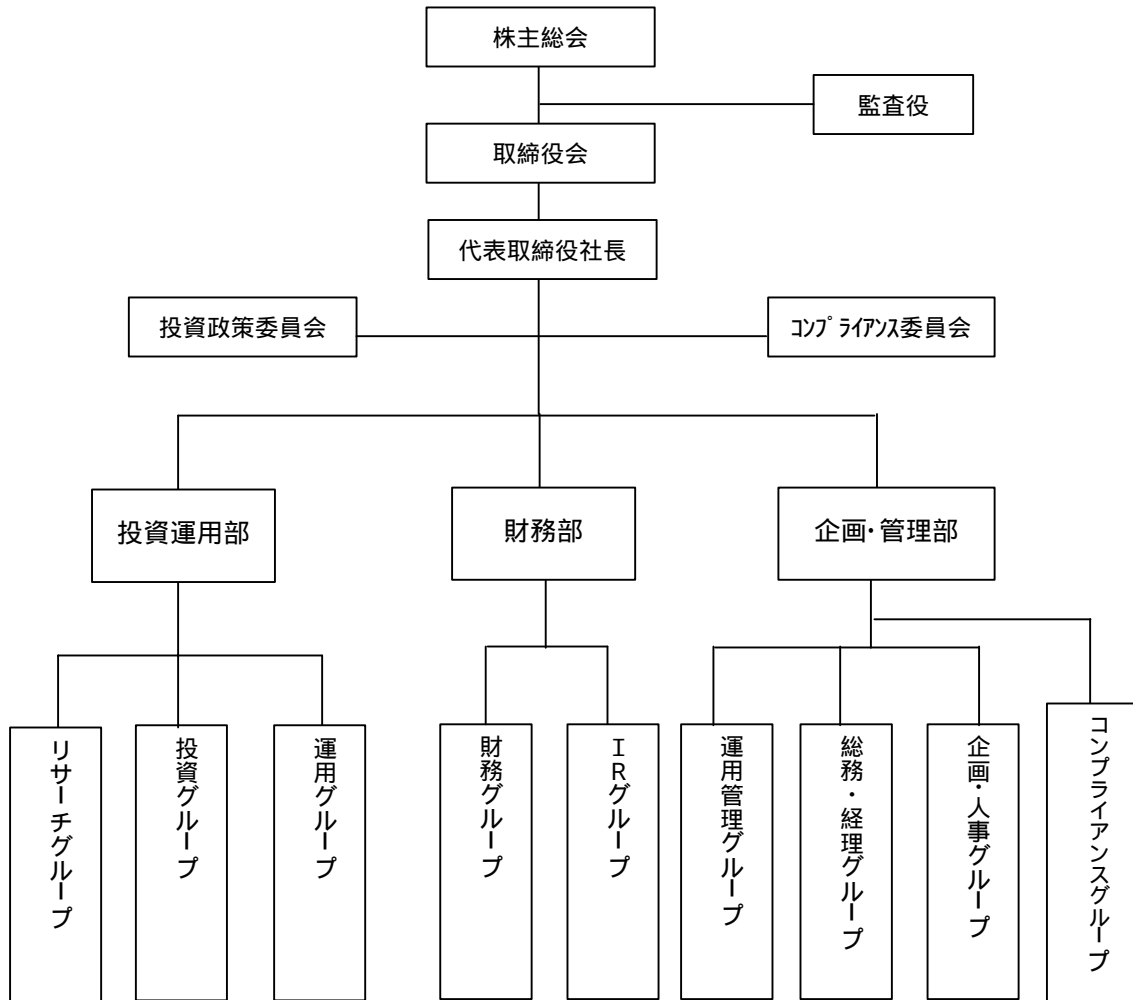 株主総会
監査役
取締役会
代表取締役社長
投資政策委員会
ｺﾝﾌﾟﾗｲｱﾝｽ委員会
投資運用部
財務部
企画・管理部
リサーチグループ
投資グループ
運用グループ
財務グループ
ＩＲグループ
運用管理グループ
総務・経理グループ
企画・人事グループ
コンプライアンスグループ